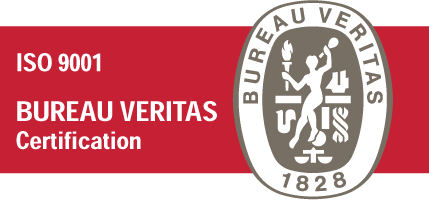 ISO 9001
BUREAU VERITAS
Certification
BUREAU VERITAS
1828